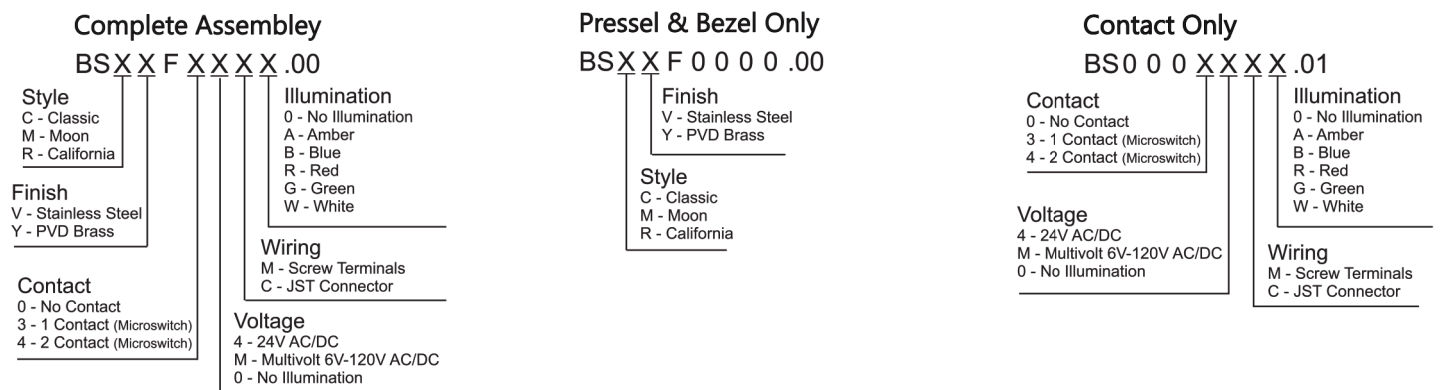 Complete Assembley
BSXXFXXXX.00
Style
C - Classic
M - Moon
R - California
Finish
V - Stainless Steel
Y - PVD Brass
Contact
0 - No Contact
3 - 1 Contact (Microswitch)
4 - 2 Contact (Microswitch)
Illumination
0 - No Illumination
A - Amber
B - Blue
R - Red
G - Green
W - White
Wiring
M - Screw Terminals
C - JST Connector
Voltage
4 - 24V AC/DC
M - Multivolt 6V-120V AC/DC
0 - No Illumination
Pressel & Bezel Only
BSXXF0000.00
Finish
V - Stainless Steel
Y - PVD Brass
Style
C - Classic
M - Moon
R - California
Contact Only
BS000XXXX.01
Contact
0 - No Contact
3 - 1 Contact (Microswitch)
4 - 2 Contact (Microswitch)
Voltage
4 - 24V AC/DC
M - Multivolt 6V-120V AC/DC
0 - No Illumination
Illumination
0 - No Illumination
A - Amber
B - Blue
R - Red
G - Green
W - White
Wiring
M - Screw Terminals
C - JST Connector